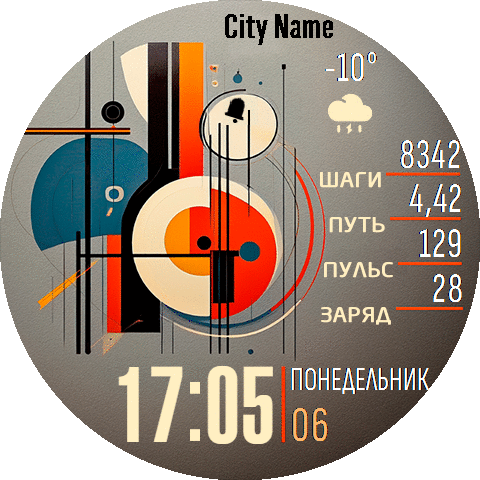 City Name
-10°
8342
ШАГИ
4,42
ПУТЬ
129
ПУЛЬС
28
ЗАРЯД
17:05
ПОНЕДЕЛЬНИК
06